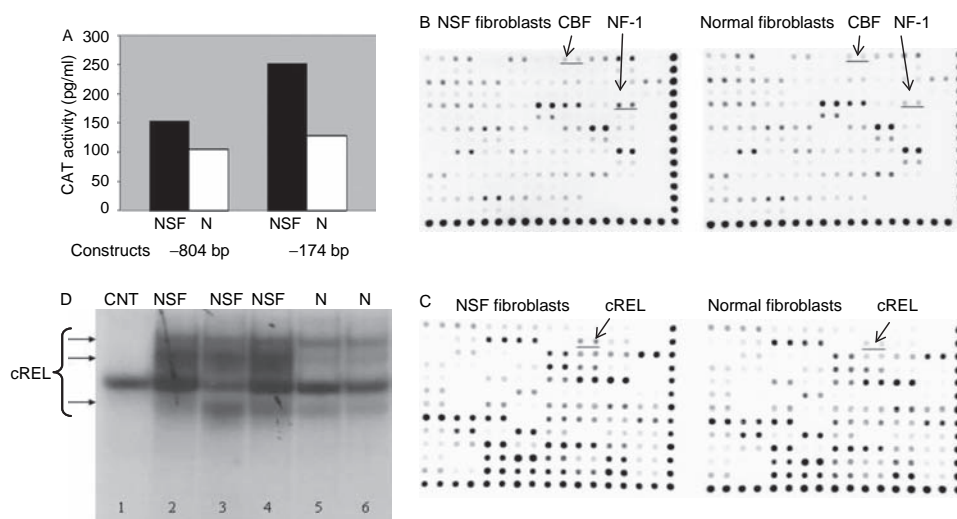 A
300
250
200
150
100
50
0
CAT activity (pg/ml)
NSF N NSF N
Constructs −804 bp −174 bp
B NSF fibroblasts CBF NF-1
Normal fibroblasts CBF NF-1
D CNT NSF NSF NSF N N
cREL
1 2 3 4 5 6
C
NSF fibroblasts cREL
Normal fibroblasts cREL